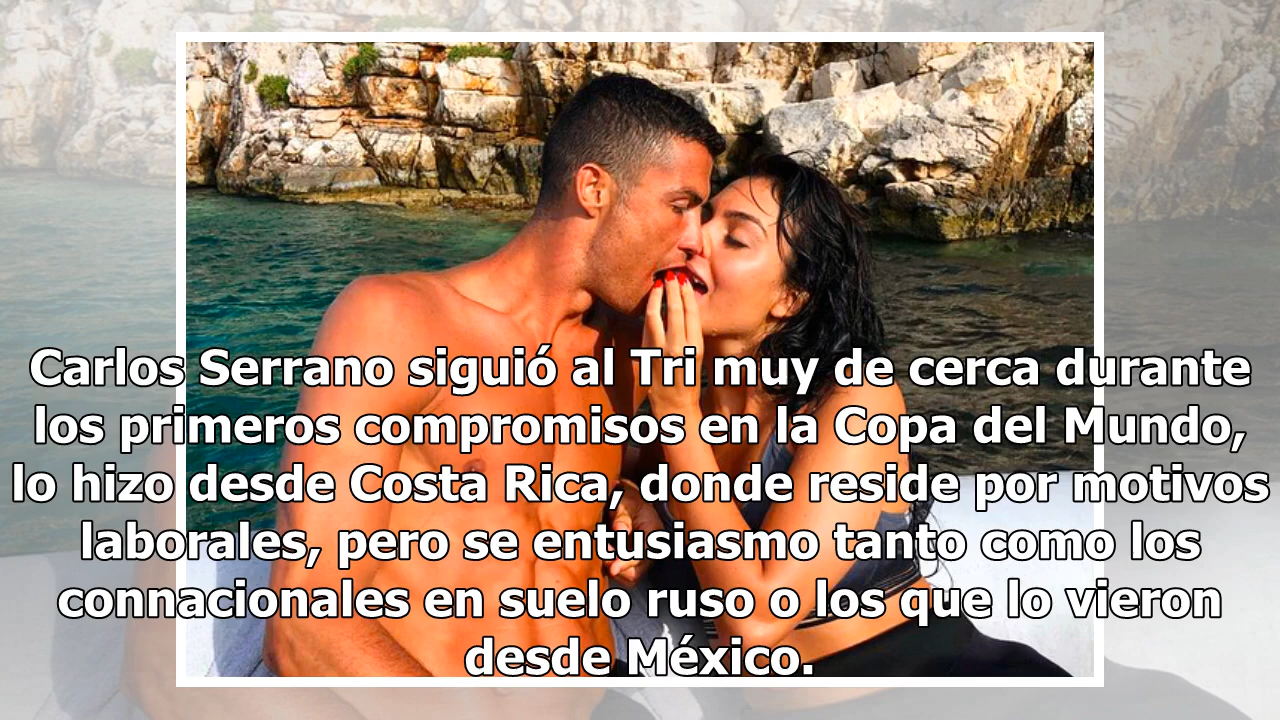 Carlos Serrano siguió al Tri muy de cerca durante
los primeros compromisos en la Copa del Mundo,
lo hizo desde Costa Rica, donde reside por motivos
laborales, pero se entusiasmo tanto como los
connacionales en suelo ruso o los que lo vieron
desde México.